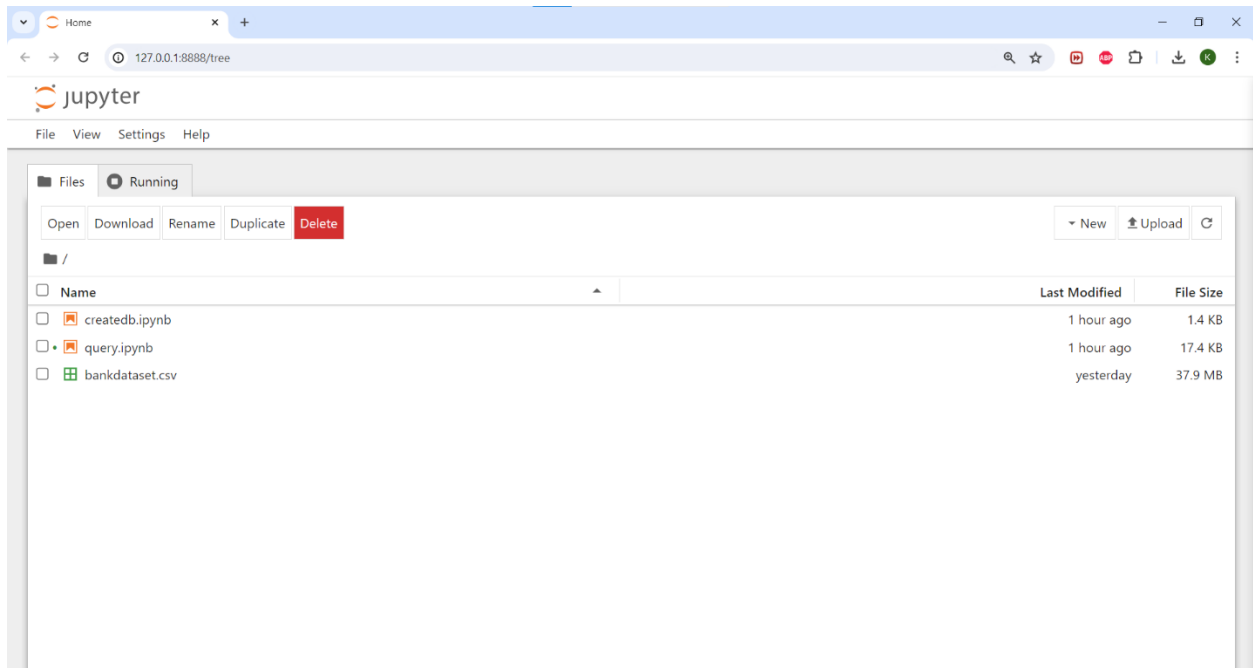 Home
127.0.0.1:8888/tree
ABP
K
jupyter
File View Settings Help
Files Running
Open Download Rename Duplicate Delete New Upload
/
Name Last Modified File Size
createdb.ipynb 1 hour ago 1.4 KB
query.ipynb 1 hour ago 17.4 KB
bankdataset.csv yesterday 37.9 MB